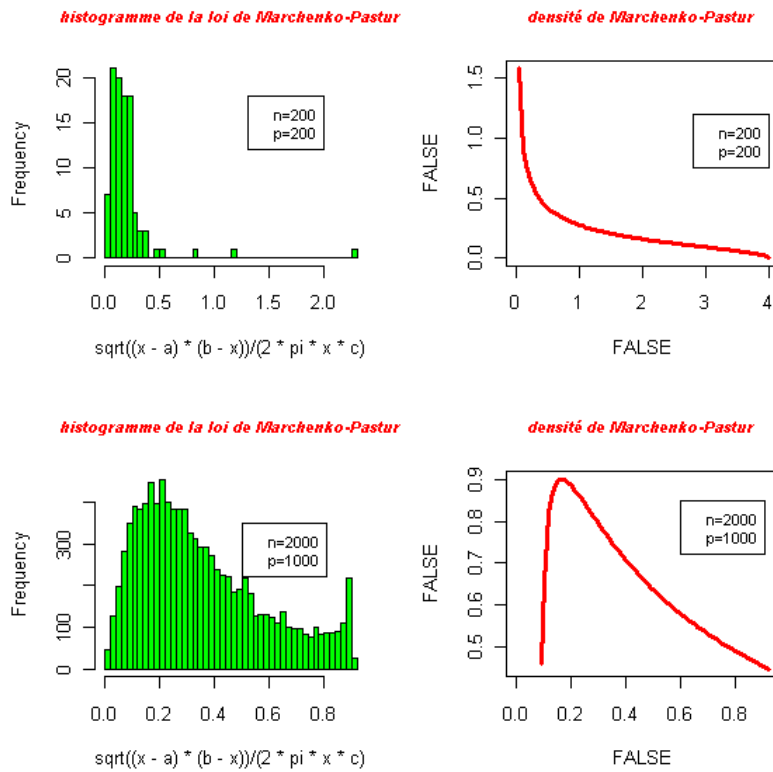 histogramme de la loi de Marchenko-Pastur
Frequency
20
15
10
5
0
n=200
p=200
0.0 0.5 1.0 1.5 2.0
sqrt((x - a) * (b - x))/(2 * pi * x * c)
densité de Marchenko-Pastur
FALSE
1.5
1.0
0.5
0.0
n=200
p=200
0 1 2 3 4
FALSE
histogramme de la loi de Marchenko-Pastur
Frequency
300
100
0
n=2000
p=1000
0.0 0.2 0.4 0.6 0.8
sqrt((x - a) * (b - x))/(2 * pi * x * c)
densité de Marchenko-Pastur
FALSE
0.9
0.8
0.7
0.6
0.5
n=2000
p=1000
0.0 0.2 0.4 0.6 0.8
FALSE